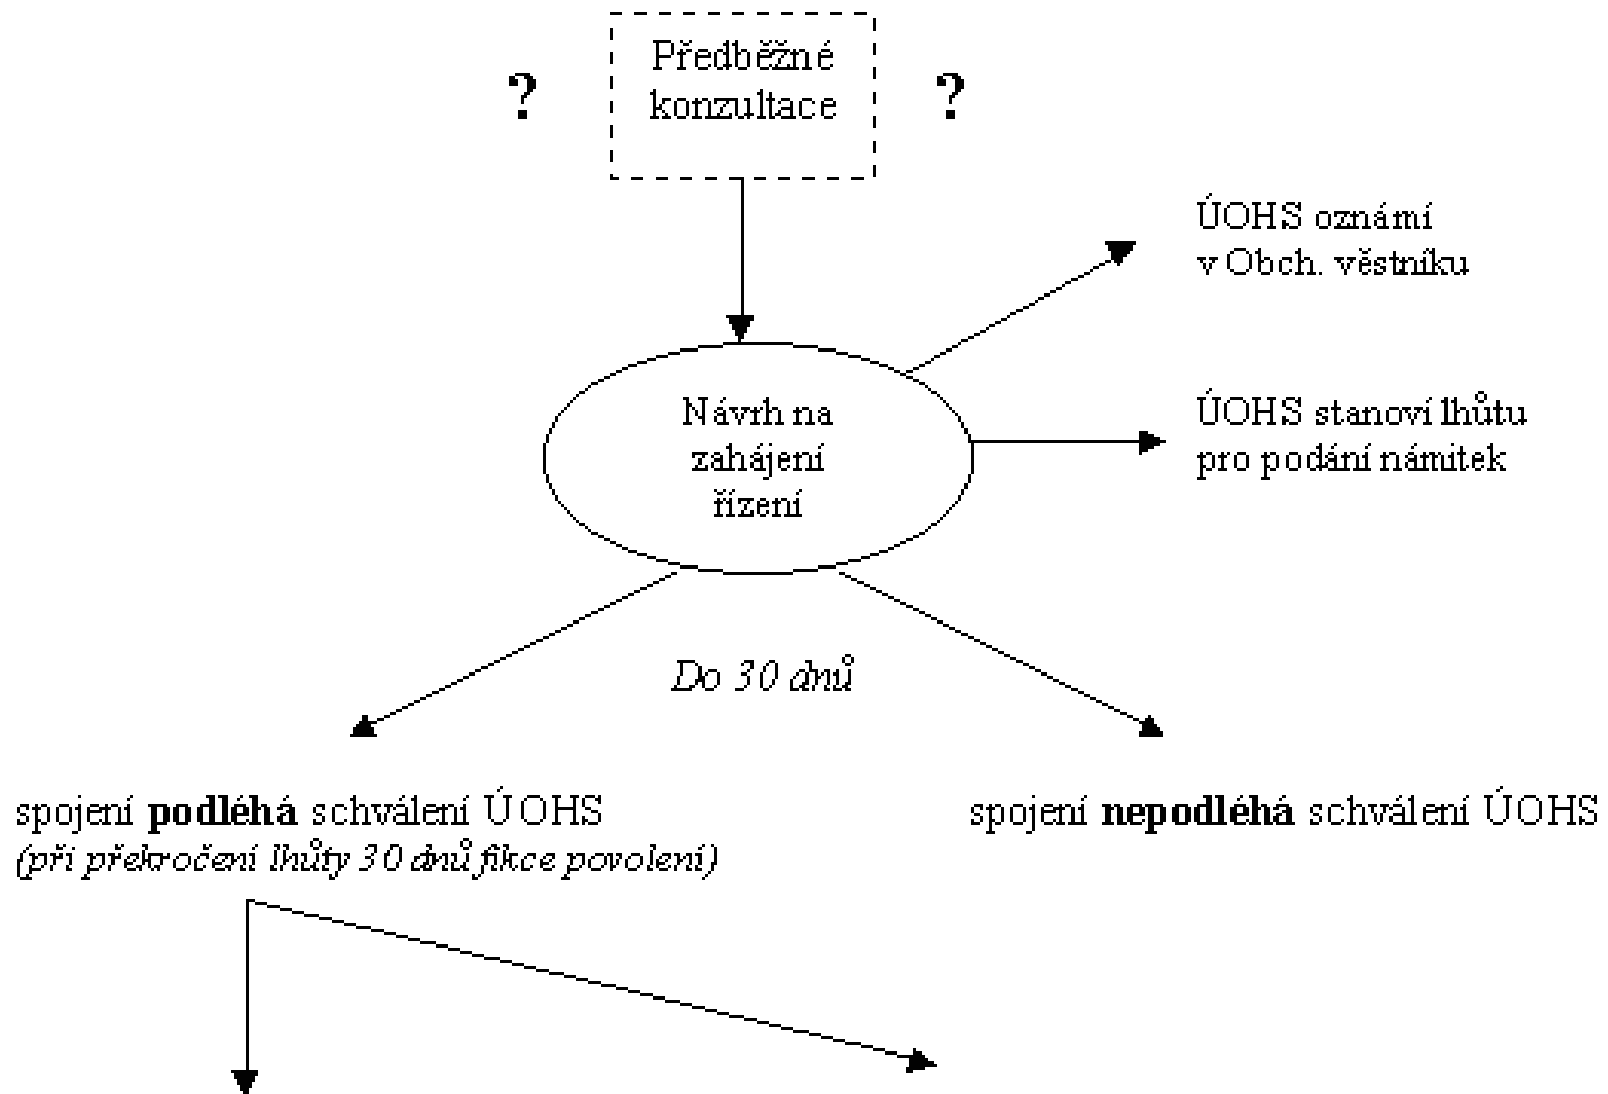 Předběžné
konzultace
?
?
ÚOHS oznámí
v Obch. věstníku
Návrh na
zahájení
řízení
ÚOHS stanoví lhůtu
pro podání námitek
Do 30 dnů
spojení podléhá schválení ÚOHS
(při překročení lhůty 30 dnů fikce povolení)
spojení nepodléhá schválení ÚOHS